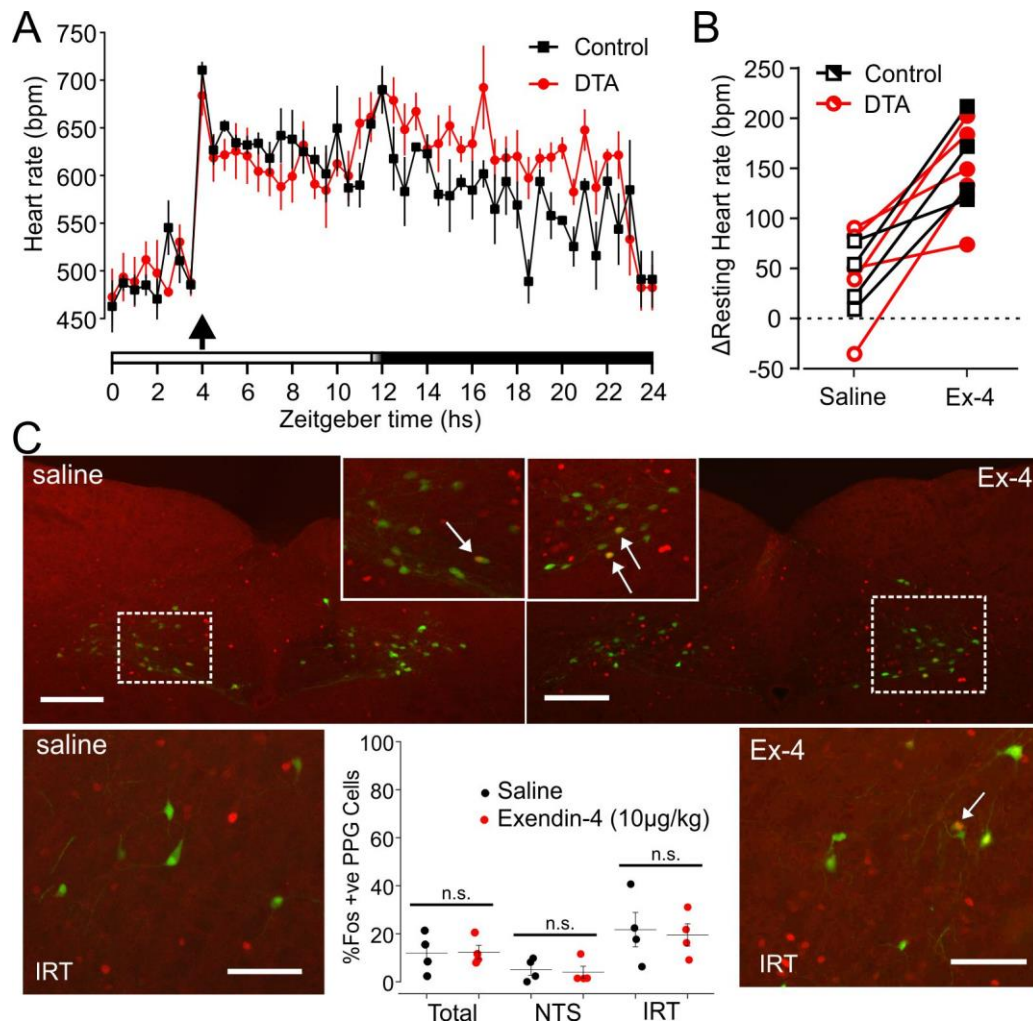 A
Heart rate (bpm)
750
700
650
600
550
500
450
Control
DTA
0 2 4 6 8 10 12 14 16 18 20 22 24
Zeitgeber time (hs)
B
ΔResting Heart rate (bpm)
250
200
150
100
50
0
-50
Control
DTA
Saline Ex-4
C
saline
Ex-4
saline
IRT
%Fos +ve PPG Cells
100
80
60
40
20
0
Saline
Exendin-4 (10µg/kg)
n.s.
n.s.
n.s.
Total NTS IRT
Ex-4
IRT